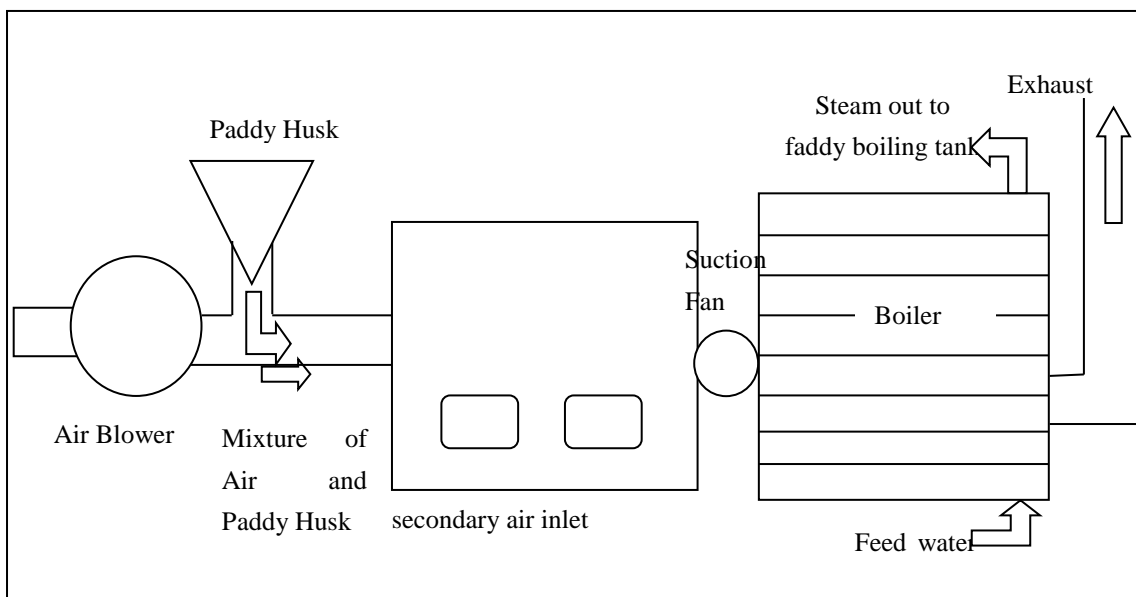 Exhaust
Steam out to
faddy boiling tank
Paddy Husk
Suction
Fan
Boiler
Air Blower
Mixture of
Air and
Paddy Husk
secondary air inlet
Feed water